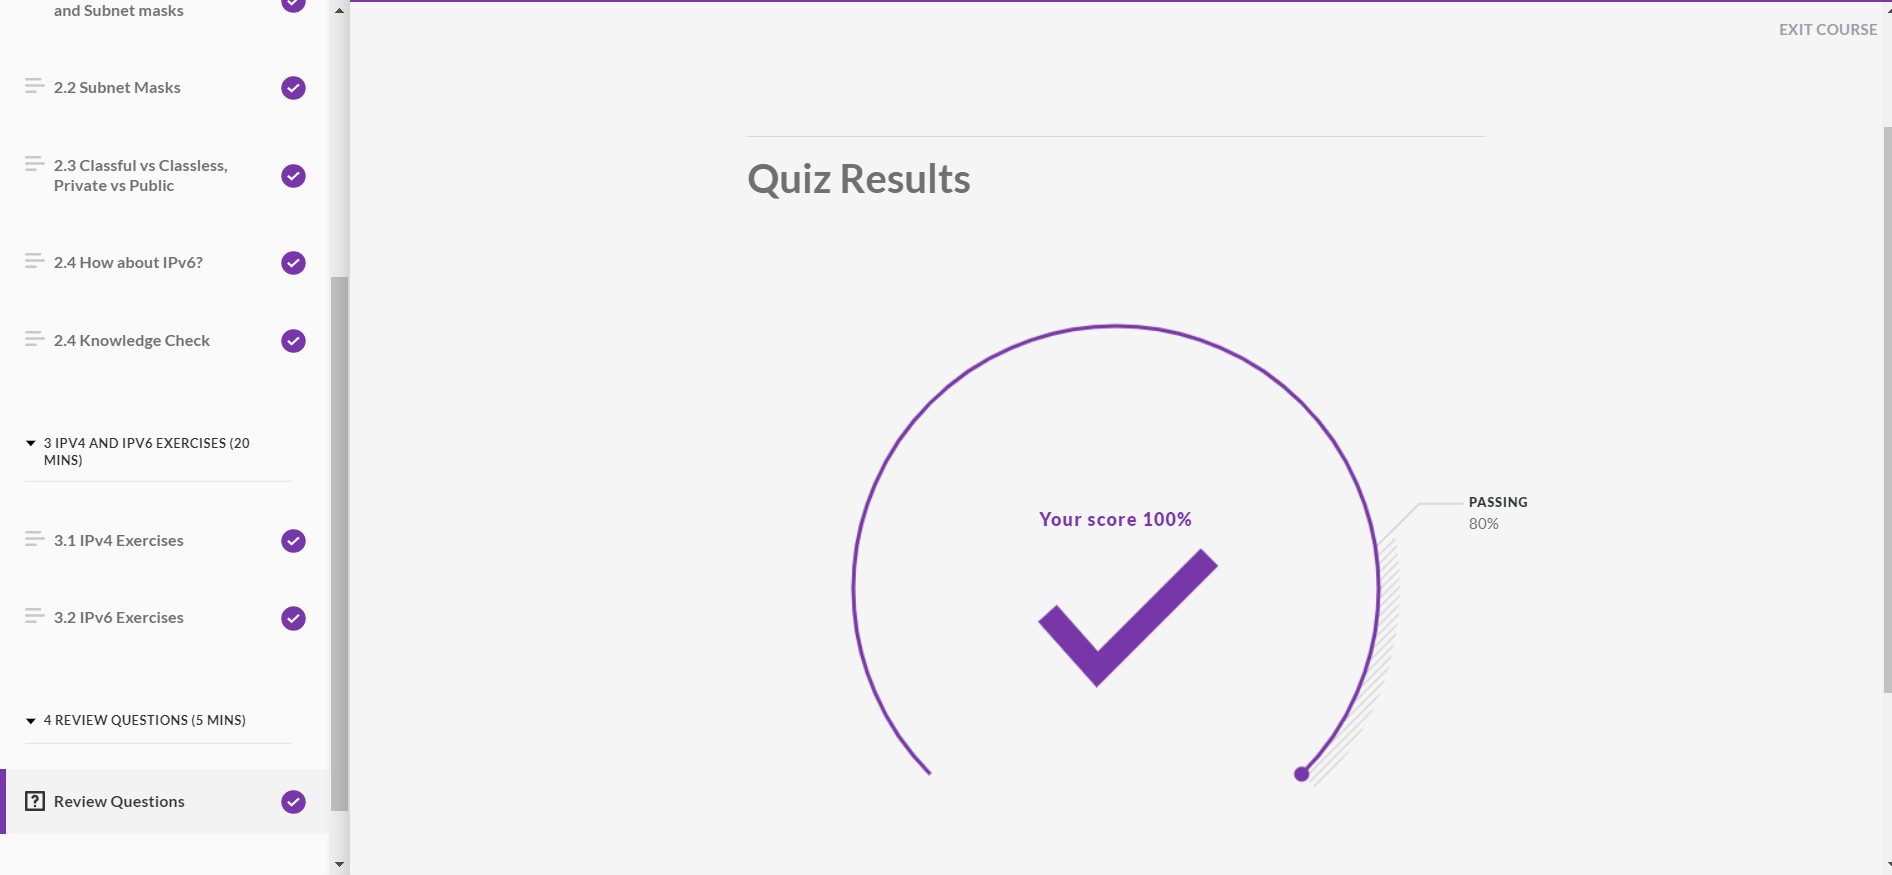 and Subnet masks
2.2 Subnet Masks
2.3 Classful vs Classless,
Private vs Public
2.4 How about IPv6?
2.4 Knowledge Check
3 IPV4 AND IPV6 EXERCISES (20
MINS)
3.1 IPv4 Exercises
3.2 IPv6 Exercises
4 REVIEW QUESTIONS (5 MINS)
Review Questions
EXIT COURSE
Quiz Results
Your score 100%
PASSING
80%